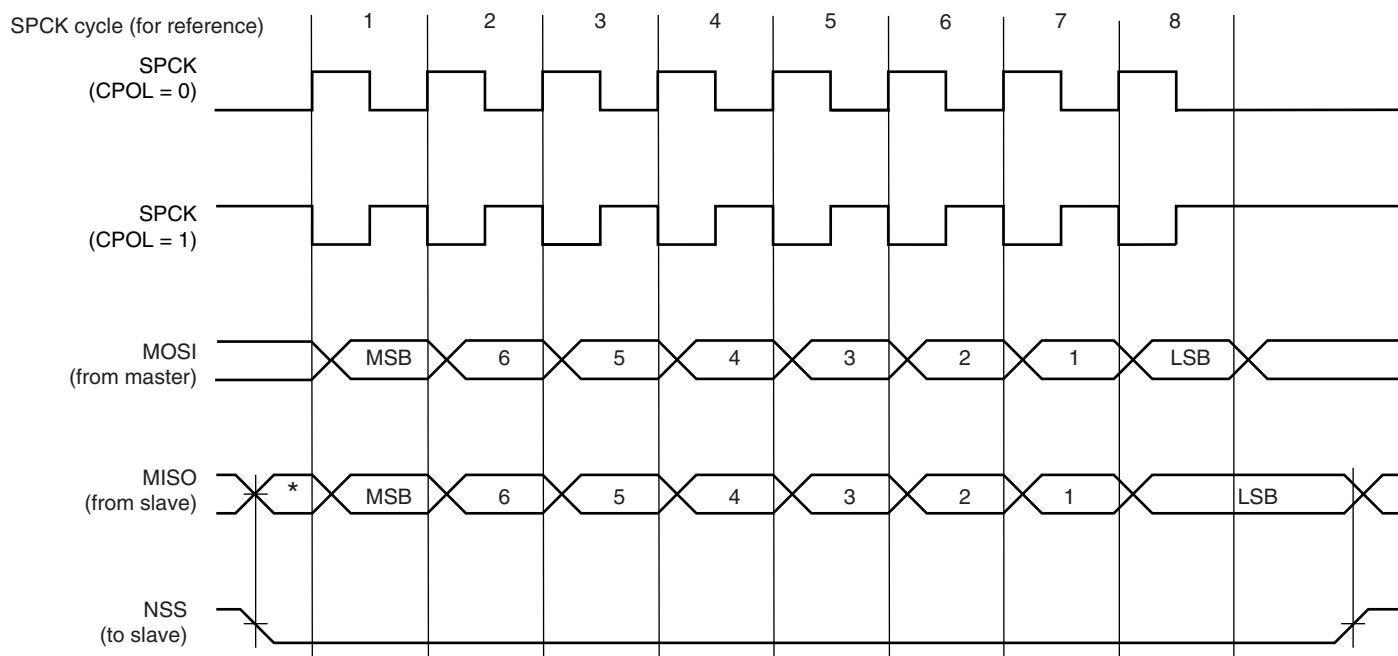 SPCK cycle (for reference) 1 2 3 4 5 6 7 8
SPCK
(CPOL = 0)
SPCK
(CPOL = 1)
MOSI
(from master)
MSB 6 5 4 3 2 1 LSB
MISO
(from slave)
* MSB 6 5 4 3 2 1 LSB
NSS
(to slave)